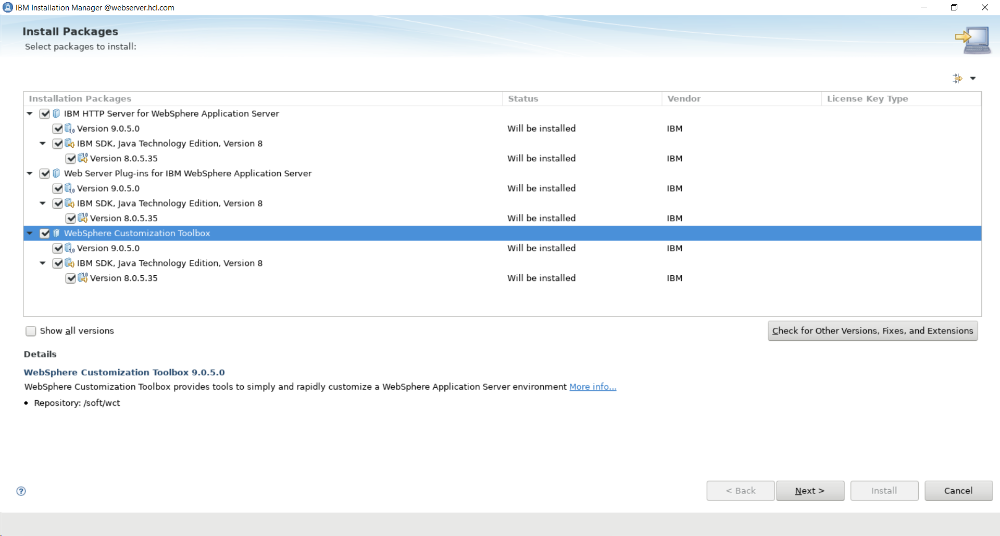 IBM Installation Manager @webserver.hcl.com
Install Packages
Select packages to install:
Installation Packages Status Vendor License Key Type
IBM HTTP Server for WebSphere Application Server
Version 9.0.5.0 Will be installed IBM
IBM SDK, Java Technology Edition, Version 8
Version 8.0.5.35 Will be installed IBM
Web Server Plug-ins for IBM WebSphere Application Server
Version 9.0.5.0 Will be installed IBM
IBM SDK, Java Technology Edition, Version 8
Version 8.0.5.35 Will be installed IBM
WebSphere Customization Toolbox
Version 9.0.5.0 Will be installed IBM
IBM SDK, Java Technology Edition, Version 8
Version 8.0.5.35 Will be installed IBM
Show all versions Check for Other Versions, Fixes, and Extensions
Details
WebSphere Customization Toolbox 9.0.5.0
WebSphere Customization Toolbox provides tools to simply and rapidly customize a WebSphere Application Server environment More info...
• Repository: /soft/wct
? < Back Next > Install Cancel